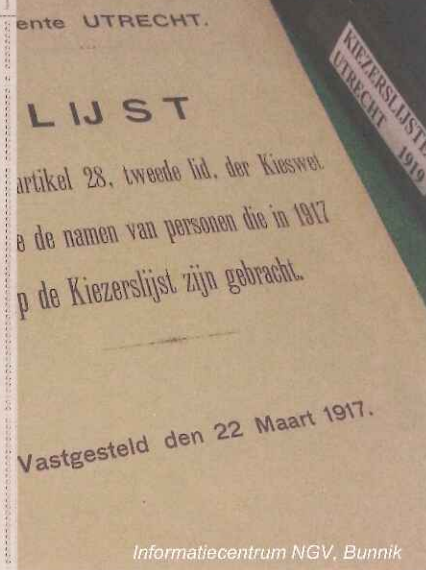 ente UTRECHT.
LIJST
artikel 28, tweede lid, der Kieswet
e de namen van personen die in 1917
p de Kiezerslijst zijn gebracht.
Vastgesteld den 22 Maart 1917.
KIEZERSLIJSTE
UTRECHT 1919
Informatiecentrum NGV, Bunnik